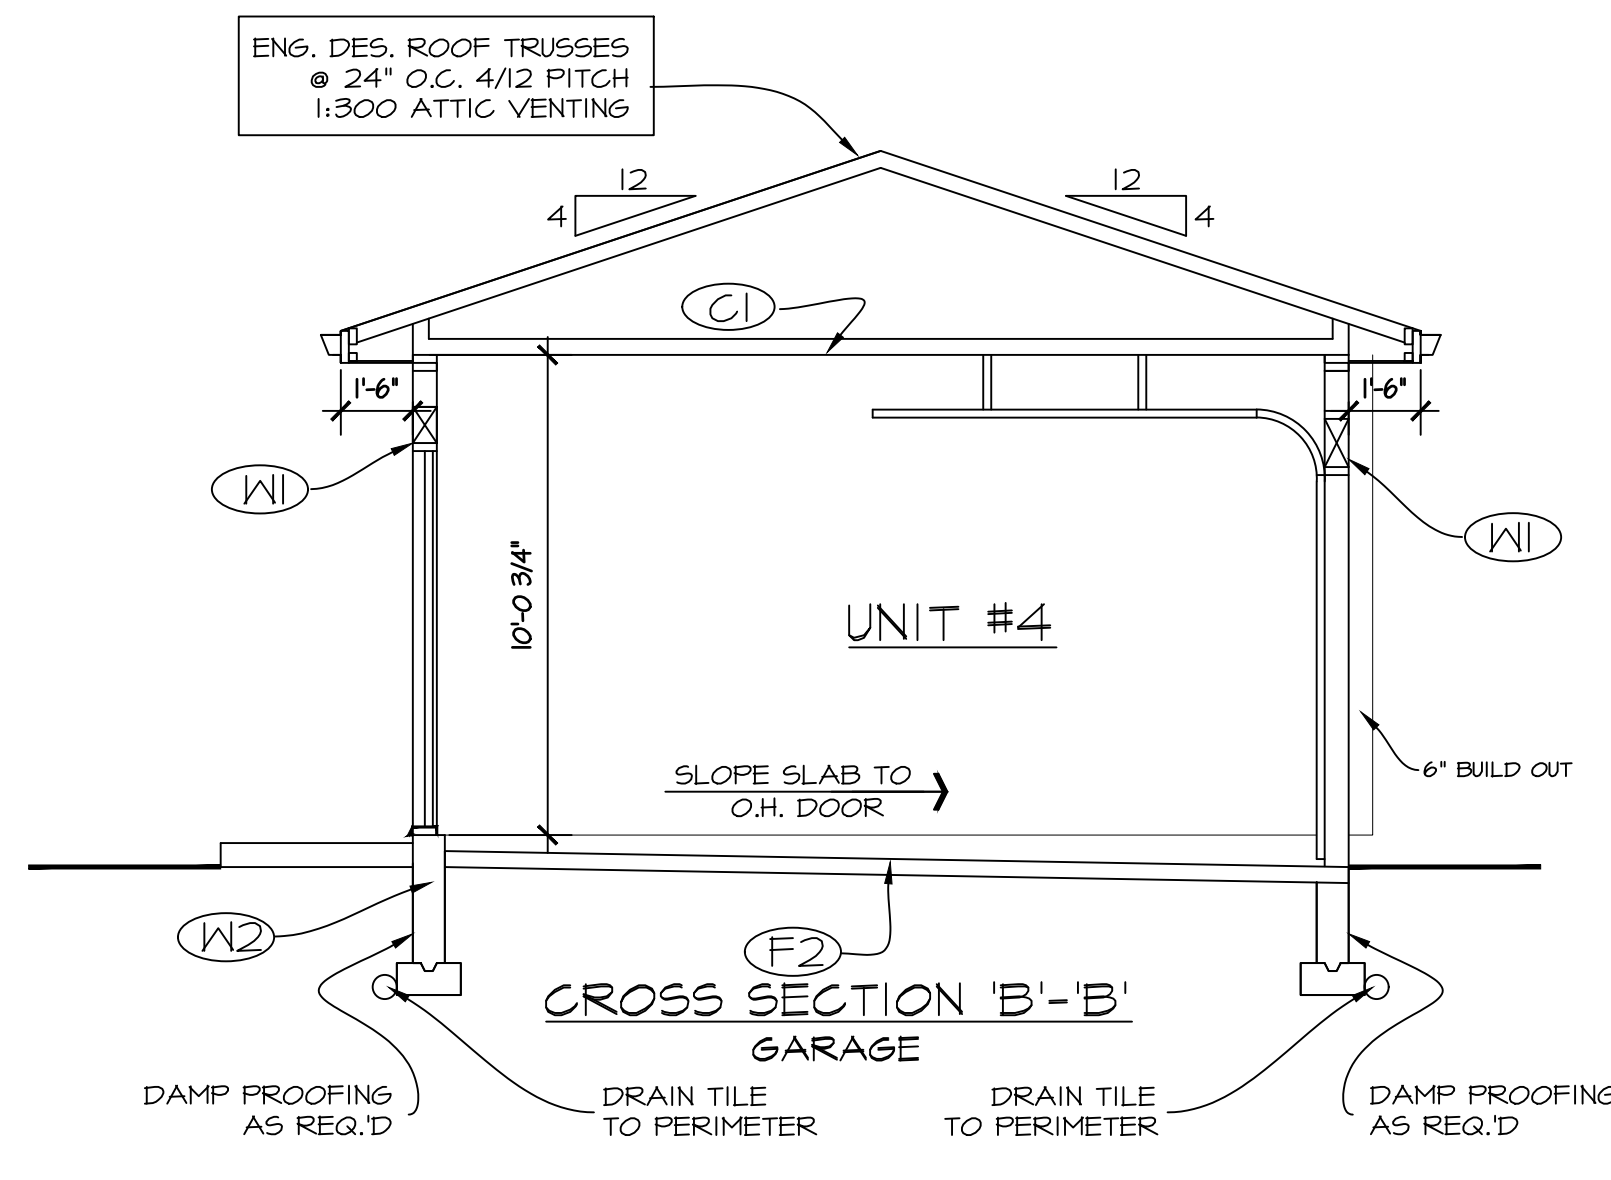 ENG. DES. ROOF TRUSSES
@ 24" O.C. 4/12 PITCH
1:300 ATTIC VENTING
12
4
12
4
C1
1'-6"
1'-6"
W1
W1
10'-0 3/4"
UNIT #4
6" BUILD OUT
SLOPE SLAB TO
O.H. DOOR
W2
F2
CROSS SECTION 'B'-'B'
GARAGE
DAMP PROOFING
AS REQ.'D
DRAIN TILE
TO PERIMETER
DRAIN TILE
TO PERIMETER
DAMP PROOFING
AS REQ.'D